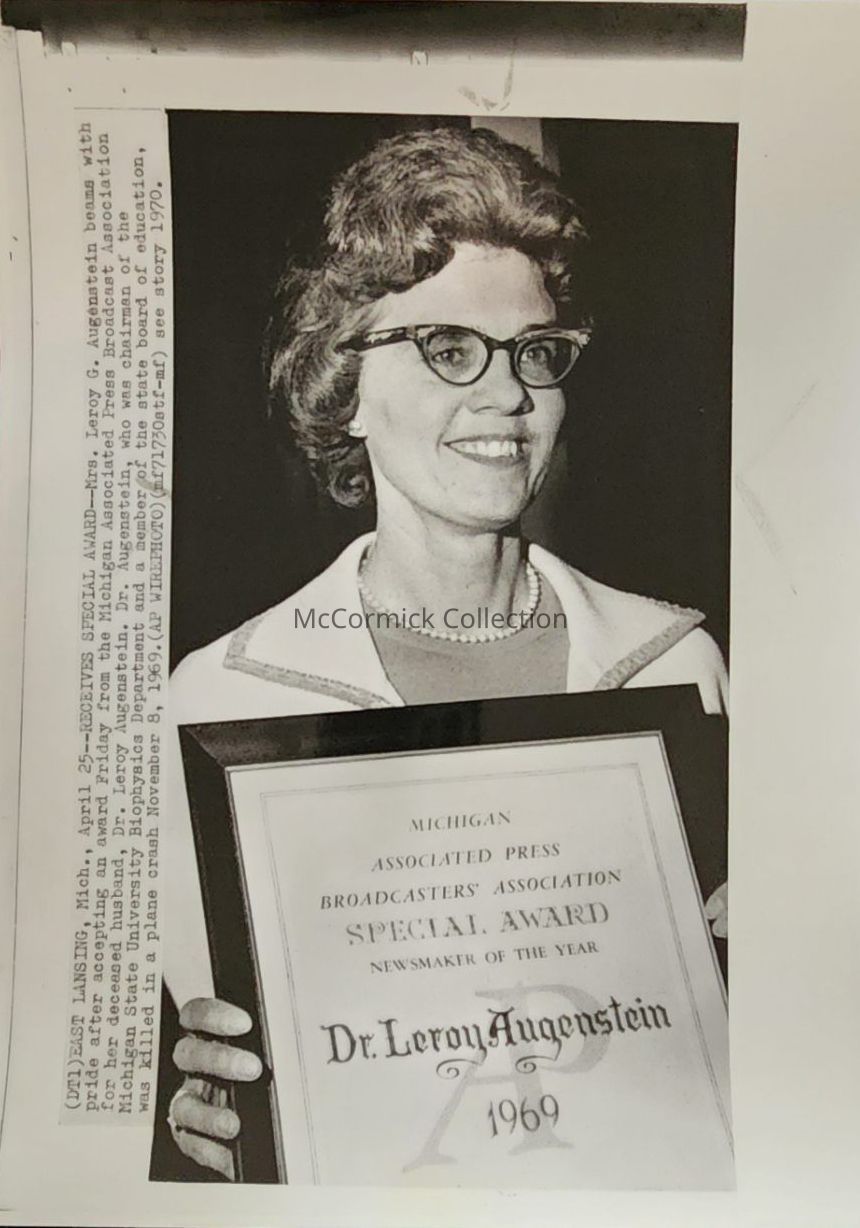 (DT1)EAST LANSING, Mich., April 25--RECEIVES SPECIAL AWARD--Mrs. Leroy G. Augenstein beams with
pride after accepting an award Friday from the Michigan Associated Press Broadcast Association
for her deceased husband, Dr. Leroy Augenstein. Dr. Augenstein, who was chairman of the
Michigan State University Biophysics Department and a member of the state board of education,
was killed in a plane crash November 8, 1969.(AP WIREPHOTO)(mf71730stf-mf) see story 1970.
McCormick Collection
MICHIGAN
ASSOCIATED PRESS
BROADCASTERS' ASSOCIATION
SPECIAL AWARD
NEWSMAKER OF THE YEAR
AP
Dr. Leroy Augenstein
1969